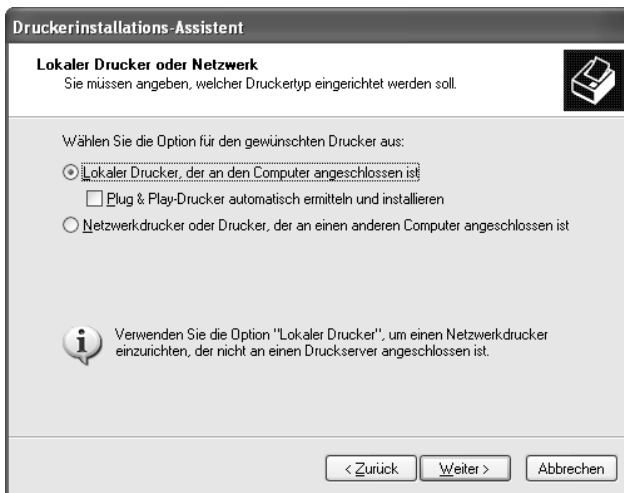 Druckerinstallations-Assistent
Lokaler Drucker oder Netzwerk
Sie müssen angeben, welcher Druckertyp eingerichtet werden soll.
Wählen Sie die Option für den gewünschten Drucker aus:
Lokaler Drucker, der an den Computer angeschlossen ist
Plug & Play-Drucker automatisch ermitteln und installieren
Netzwerkdrucker oder Drucker, der an einen anderen Computer angeschlossen ist
Verwenden Sie die Option "Lokaler Drucker", um einen Netzwerkdrucker
einzurichten, der nicht an einen Druckserver angeschlossen ist.
< Zurück Weiter > Abbrechen